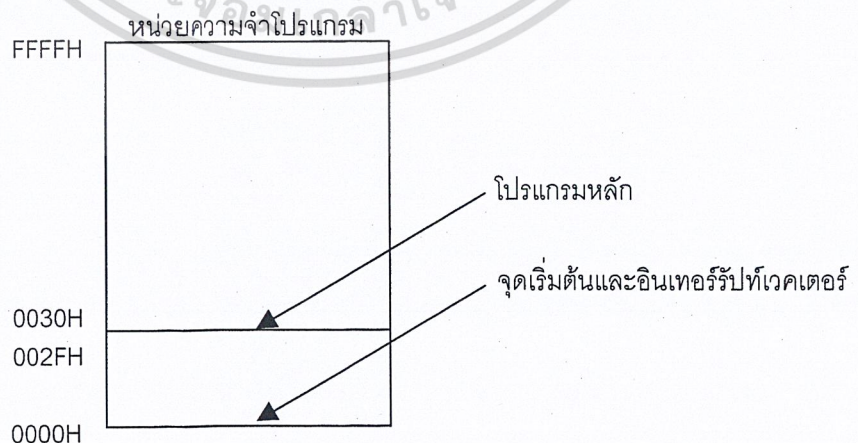 หน่วยความจำโปรแกรม
FFFFH
โปรแกรมหลัก
จุดเริ่มต้นและอินเทอร์รัปท์เวคเตอร์
0030H
002FH
0000H